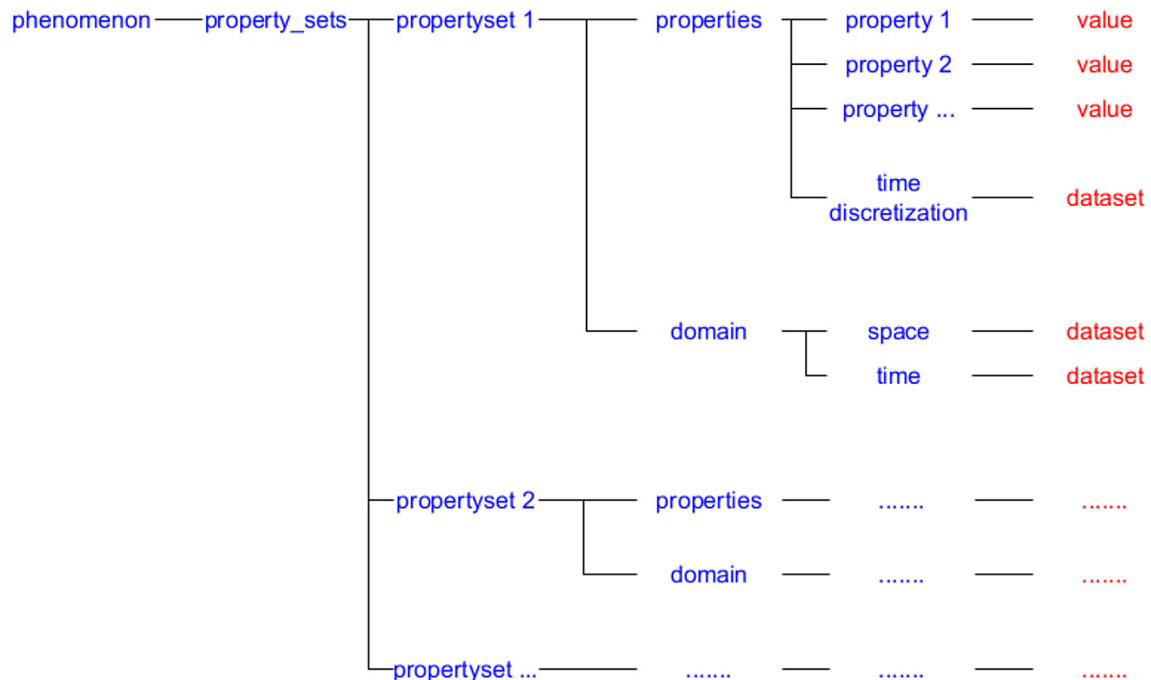 phenomenon property_sets propertyset 1 properties property 1 value
property 2 value
property ... value
time
discretization dataset
domain space dataset
time dataset
propertyset 2 properties ....... .......
domain ....... .......
propertyset ... ....... ....... .......